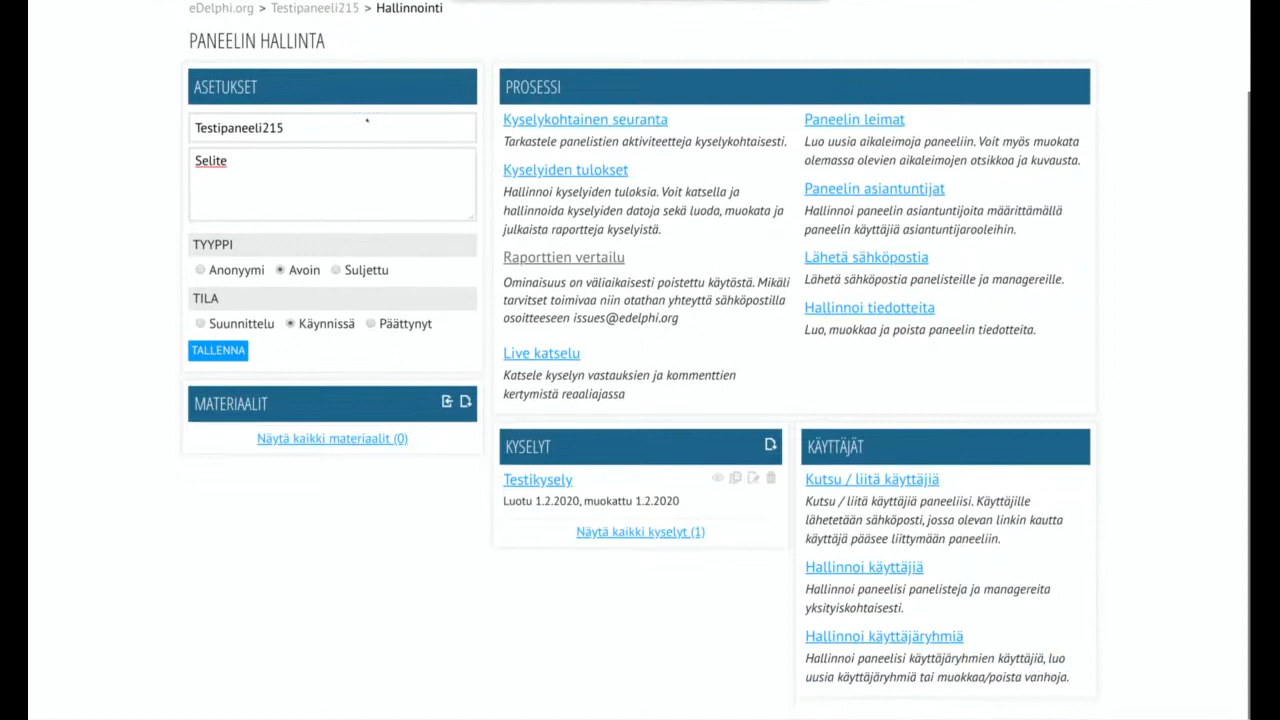 eDelphi.org > Testipaneeli215 > Hallinnointi
PANEELIN HALLINTA
ASETUKSET
Testipaneeli215
Selite
TYYPPI
Anonyymi Avoin Suljettu
TILA
Suunnittelu Käynnissä Päättynyt
TALLENNA
MATERIAALIT
Näytä kaikki materiaalit (0)
PROSESSI
Kyselykohtainen seuranta
Tarkastele panelistien aktiviteetteja kyselykohtaisesti.
Kyselyiden tulokset
Hallinnoi kyselyiden tuloksia. Voit katsella ja
hallinnoida kyselyiden datoja sekä luoda, muokata ja
julkaista raportteja kyselyistä.
Raporttien vertailu
Ominaisuus on väliaikaisesti poistettu käytöstä. Mikäli
tarvitset toimivaa niin otathan yhteyttä sähköpostilla
osoitteeseen issues@edelphi.org
Live katselu
Katsele kyselyn vastauksien ja kommenttien
kertymistä reaaliajassa
Paneelin leimat
Luo uusia aikaleimoja paneeliin. Voit myös muokata
olemassa olevien aikaleimojen otsikkoa ja kuvausta.
Paneelin asiantuntijat
Hallinnoi paneelin asiantuntijoita määrittämällä
paneelin käyttäjiä asiantuntijarooleihin.
Lähetä sähköpostia
Lähetä sähköpostia panelisteille ja managereille.
Hallinnoi tiedotteita
Luo, muokkaa ja poista paneelin tiedotteita.
KYSELYT
Testikysely
Luotu 1.2.2020, muokattu 1.2.2020
Näytä kaikki kyselyt (1)
KÄYTTÄJÄT
Kutsu / liitä käyttäjiä
Kutsu / liitä käyttäjiä paneeliisi. Käyttäjille
lähetetään sähköposti, jossa olevan linkin kautta
käyttäjä pääsee liittymään paneeliin.
Hallinnoi käyttäjiä
Hallinnoi paneelisi panelisteja ja managereita
yksityiskohtaisesti.
Hallinnoi käyttäjäryhmiä
Hallinnoi paneelisi käyttäjäryhmien käyttäjiä, luo
uusia käyttäjäryhmiä tai muokkaa/poista vanhoja.